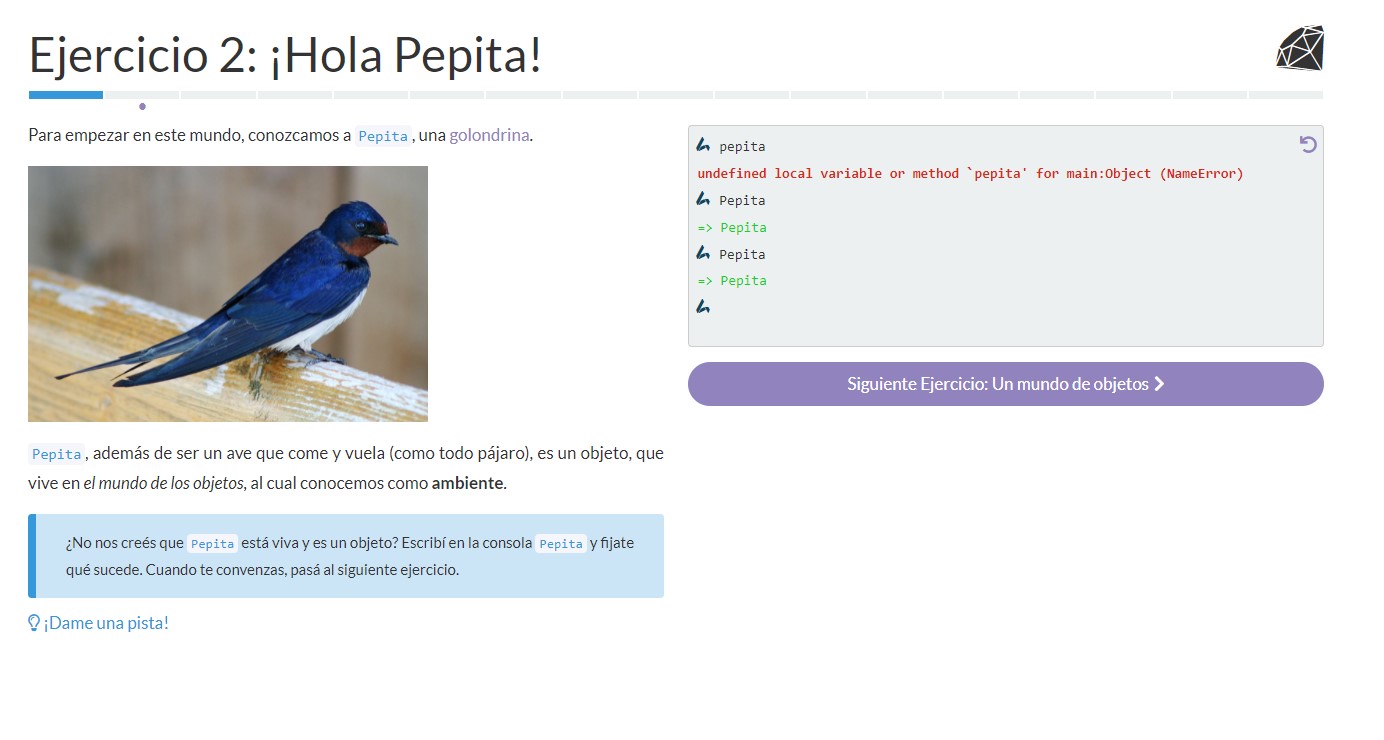 Ejercicio 2: ¡Hola Pepita!
Para empezar en este mundo, conozcamos a Pepita, una golondrina.
Pepita, además de ser un ave que come y vuela (como todo pájaro), es un objeto, que
vive en el mundo de los objetos, al cual conocemos como ambiente.
¿No nos creés que Pepita está viva y es un objeto? Escribí en la consola Pepita y fijate
qué sucede. Cuando te convenzas, pasá al siguiente ejercicio.
¡Dame una pista!
pepita
undefined local variable or method `pepita' for main:Object (NameError)
Pepita
=> Pepita
Pepita
=> Pepita
Siguiente Ejercicio: Un mundo de objetos